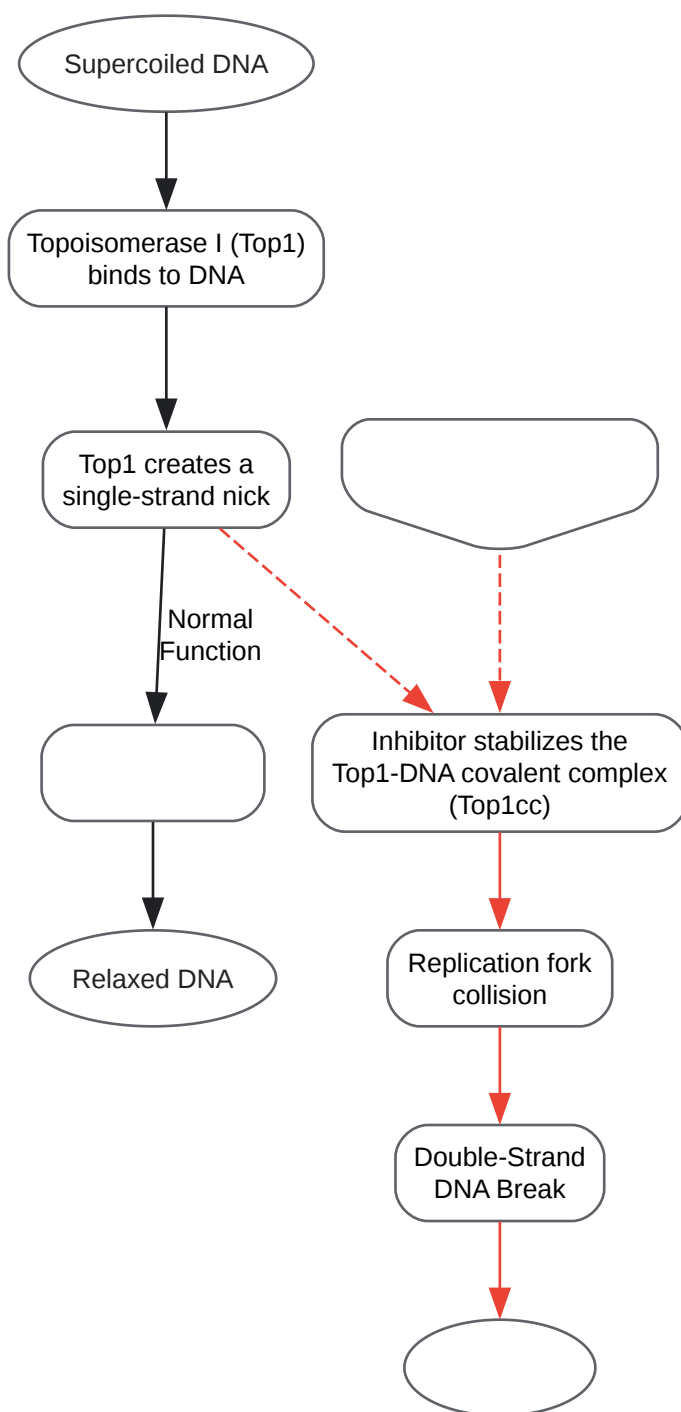 Supercoiled DNA
Topoisomerase I (Top1)
binds to DNA
Top1 creates a
single-strand nick
Normal
Function
Inhibitor stabilizes the
Top1-DNA covalent complex
(Top1cc)
Relaxed DNA
Replication fork
collision
Double-Strand
DNA Break